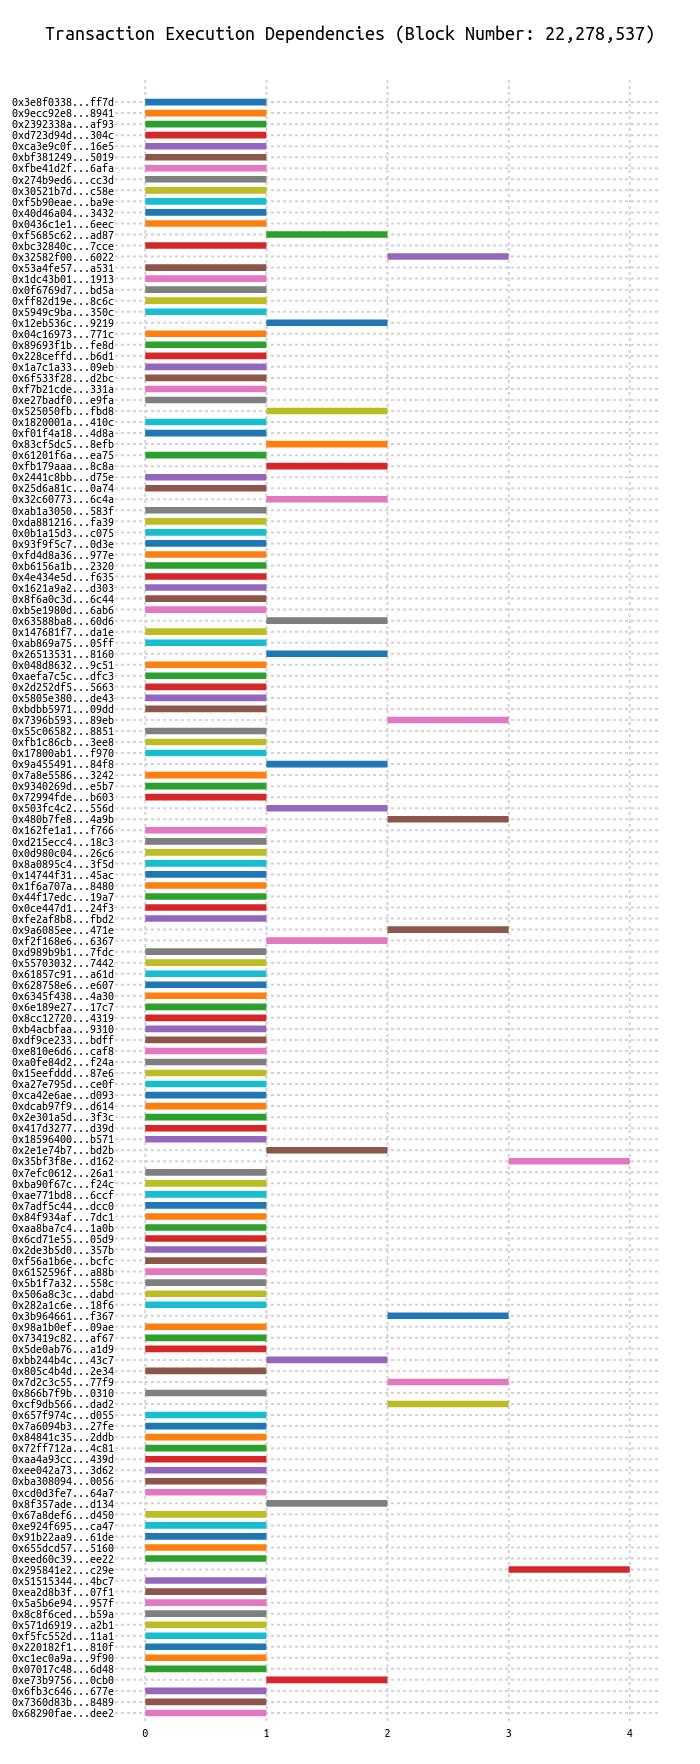 Transaction Execution Dependencies (Block Number: 22,278,537)
0x3e8f0338...ff7d
0x9ecc92e8...8941
0x2392338a...af93
0xd723d94d...304c
0xca3e9c0f...16e5
0xbf381249...5019
0xfbe41d2f...6afa
0x274b9ed6...cc3d
0x30521b7d...c58e
0xf5b90eae...ba9e
0x40d46a04...3432
0x0436c1e1...6eec
0xf5685c62...ad87
0xbc32840c...7cce
0x32582f00...6022
0x53a4fe57...a531
0x1dc43b01...1913
0x0f6769d7...bd5a
0xff82d19e...8c6c
0x5949c9ba...350c
0x12eb536c...9219
0x04c16973...771c
0x89693f1b...fe8d
0x228ceffd...b6d1
0x1a7c1a33...09eb
0x6f533f28...d2bc
0xf7b21cde...331a
0xe27badf0...e9fa
0x525050fb...fbd8
0x1820001a...410c
0xf01f4a18...4d8a
0x83cf5dc5...8efb
0x61201f6a...ea75
0xfb179aaa...8c8a
0x2441c8bb...d75e
0x25d6a81c...0a74
0x32c60773...6c4a
0xab1a3050...583f
0xda881216...fa39
0x0b1a15d3...c075
0x93f9f5c7...0d3e
0xfd4d8a36...977e
0xb6156a1b...2320
0x4e434e5d...f635
0x1621a9a2...d303
0x8f6a0c3d...6c44
0xb5e1980d...6ab6
0x63588ba8...60d6
0x147681f7...da1e
0xab869a75...05ff
0x26513531...8160
0x048d8632...9c51
0xaefa7c5c...dfc3
0x2d252df5...5663
0x5805e380...de43
0xbdbb5971...09dd
0x7396b593...89eb
0x55c06582...8851
0xfb1c86cb...3ee8
0x17800ab1...f970
0x9a455491...84f8
0x7a8e5586...3242
0x9340269d...e5b7
0x72994fde...b603
0x503fc4c2...556d
0x480b7fe8...4a9b
0x162fe1a1...f766
0xd215ecc4...18c3
0x0d980c04...26c6
0x8a0895c4...3f5d
0x14744f31...45ac
0x1f6a707a...8480
0x44f17edc...19a7
0x0ce447d1...24f3
0xfe2af8b8...fbd2
0x9a6085ee...471e
0xf2f168e6...6367
0xd989b9b1...7fdc
0x55703032...7442
0x61857c91...a61d
0x628758e6...e607
0x6345f438...4a30
0x6e189e27...17c7
0x8cc12720...4319
0xb4acbfaa...9310
0xdf9ce233...bdff
0xe810e6d6...caf8
0xa0fe84d2...f24a
0x15eefddd...87e6
0xa27e795d...ce0f
0xca42e6ae...d093
0xdcab97f9...d614
0x2e301a5d...3f3c
0x417d3277...d39d
0x18596400...b571
0x2e1e74b7...bd2b
0x35bf3f8e...d162
0x7efc0612...26a1
0xba90f67c...f24c
0xae771bd8...6ccf
0x7adf5c44...dcc0
0x84f934af...7dc1
0xaa8ba7c4...1a0b
0x6cd71e55...05d9
0x2de3b5d0...357b
0xf56a1b6e...bcfc
0x6152596f...a88b
0x5b1f7a32...558c
0x506a8c3c...dabd
0x282a1c6e...18f6
0x3b964661...f367
0x98a1b0ef...09ae
0x73419c82...af67
0x5de0ab76...a1d9
0xbb244b4c...43c7
0x805c4b4d...2e34
0x7d2c3c55...77f9
0x866b7f9b...0310
0xcf9db566...dad2
0x657f974c...d055
0x7a6094b3...27fe
0x84841c35...2ddb
0x72ff712a...4c81
0xaa4a93cc...439d
0xee042a73...3d62
0xba308094...0056
0xcd0d3fe7...64a7
0x8f357ade...d134
0x67a8def6...d450
0xe924f695...ca47
0x91b22aa9...61de
0x655dcd57...5160
0xeed60c39...ee22
0x295841e2...c29e
0x51515344...4bc7
0xea2d8b3f...07f1
0x5a5b6e94...957f
0x8c8f6ced...b59a
0x571d6919...a2b1
0xf5fc552d...11a1
0x220182f1...810f
0xc1ec0a9a...9f90
0x07017c48...6d48
0xe73b9756...0cb0
0x6fb3c646...677e
0x7360d83b...8489
0x68290fae...dee2
0 1 2 3 4